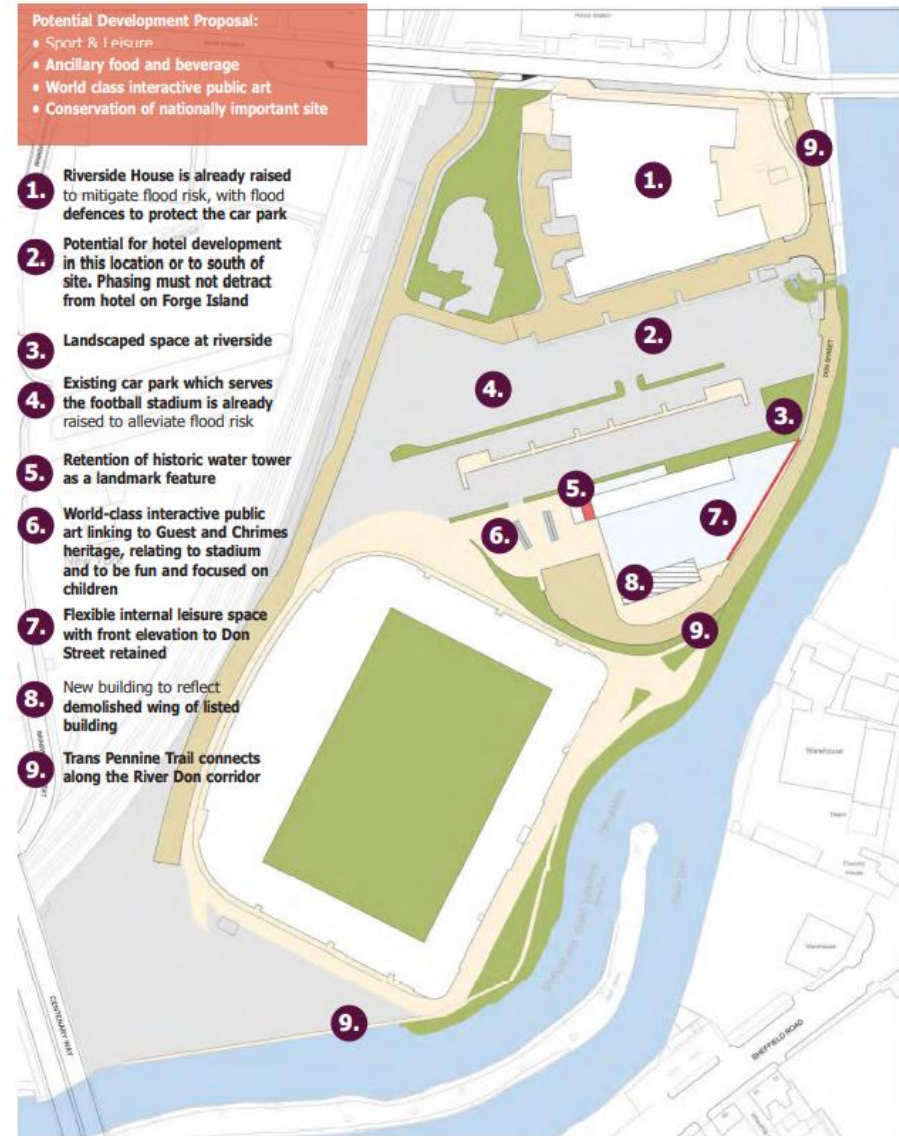 Potential Development Proposal:
• Sport & Leisure
• Ancillary food and beverage
• World class interactive public art
• Conservation of nationally important site
1. Riverside House is already raised
to mitigate flood risk, with flood
defences to protect the car park
2. Potential for hotel development
in this location or to south of
site. Phasing must not detract
from hotel on Forge Island
3. Landscaped space at riverside
4. Existing car park which serves
the football stadium is already
raised to alleviate flood risk
5. Retention of historic water tower
as a landmark feature
6. World-class interactive public
art linking to Guest and Chrimes
heritage, relating to stadium
and to be fun and focused on
children
7. Flexible internal leisure space
with front elevation to Don
Street retained
8. New building to reflect
demolished wing of listed
building
9. Trans Pennine Trail connects
along the River Don corridor
1.
9.
2.
DON STREET
4.
3.
5.
7.
6.
8.
9.
Warehouse
Warehouse
9.
CENTENARY WAY
SHEFFIELD ROAD